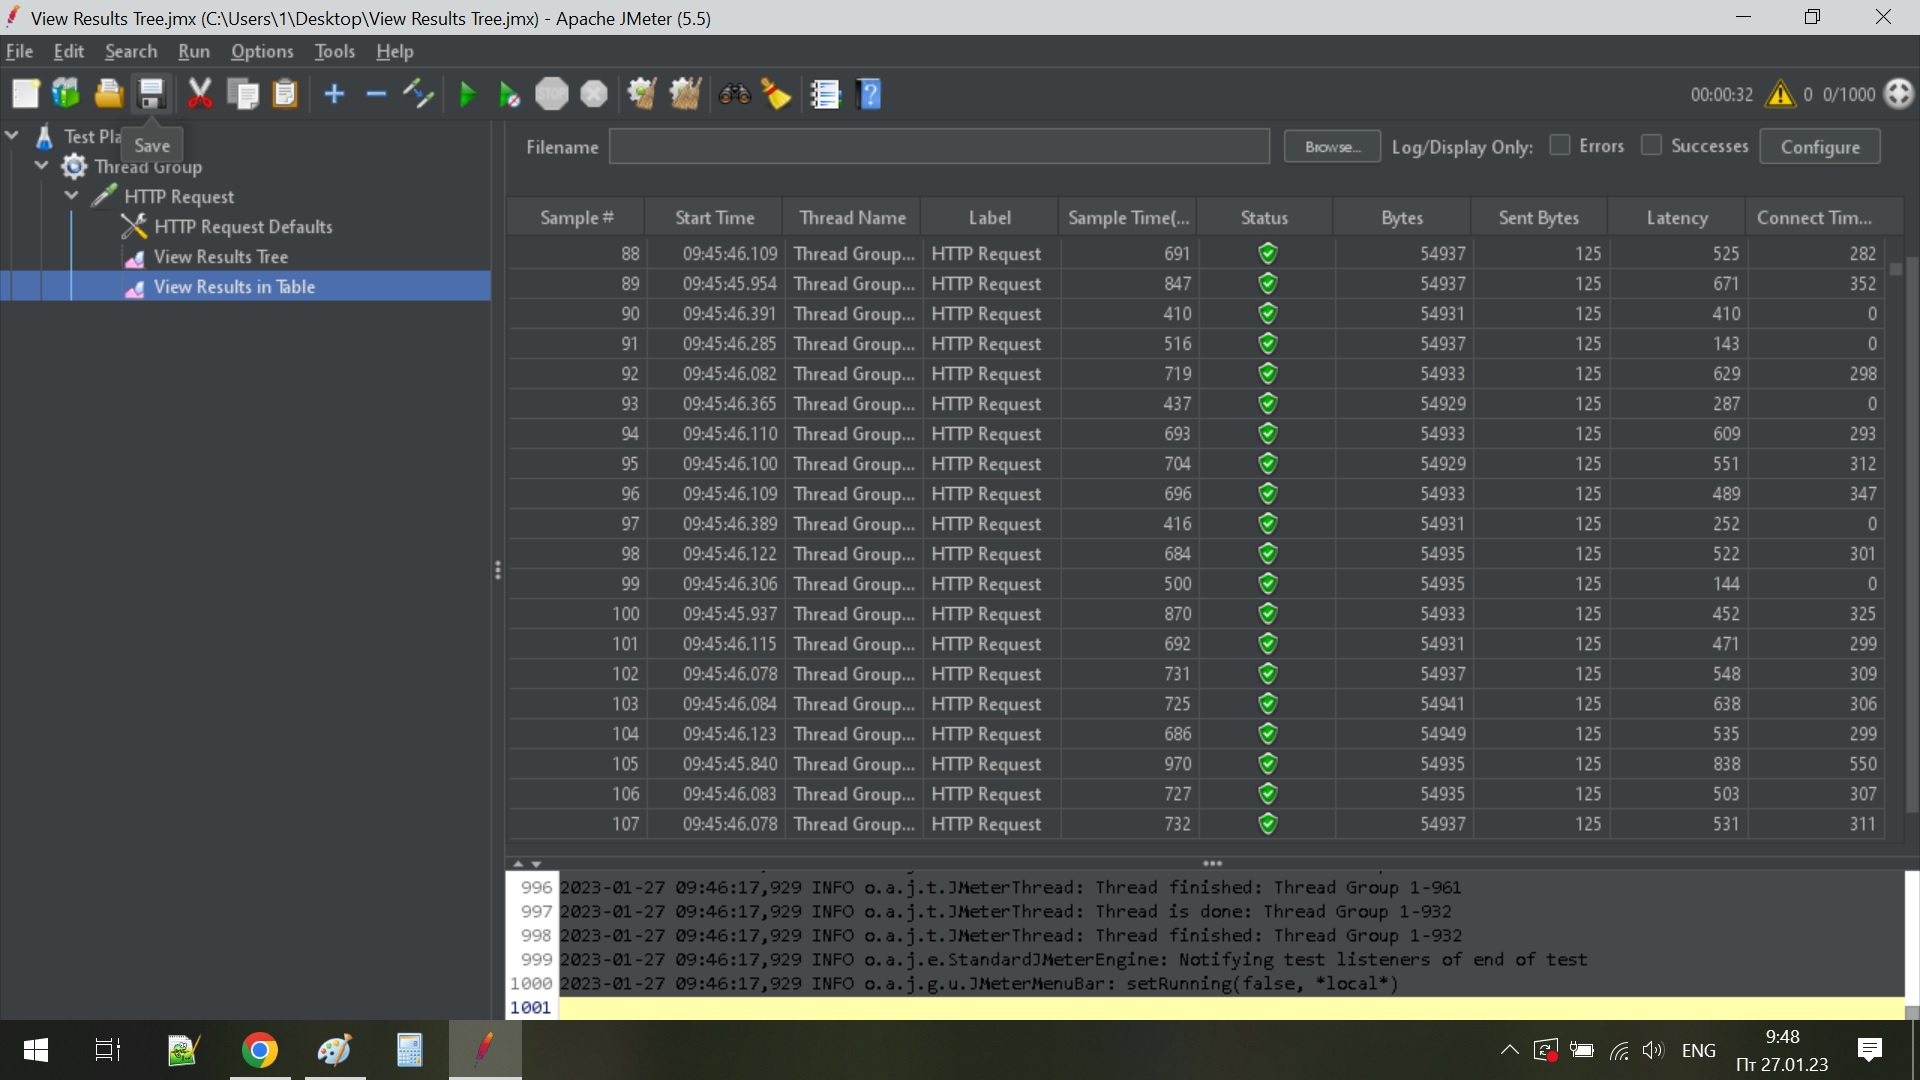 View Results Tree.jmx (C:\Users\1\Desktop\View Results Tree.jmx) - Apache JMeter (5.5)
File Edit Search Run Options Tools Help
STOP
00:00:32 0 0/1000
Save
Test Pla
Thread Group
HTTP Request
HTTP Request Defaults
View Results Tree
View Results in Table
Filename Browse... Log/Display Only: Errors Successes Configure
Sample # Start Time Thread Name Label Sample Time(... Status Bytes Sent Bytes Latency Connect Tim...
88 09:45:46.109 Thread Group... HTTP Request 691 54937 125 525 282
89 09:45:45.954 Thread Group... HTTP Request 847 54937 125 671 352
90 09:45:46.391 Thread Group... HTTP Request 410 54931 125 410 0
91 09:45:46.285 Thread Group... HTTP Request 516 54937 125 143 0
92 09:45:46.082 Thread Group... HTTP Request 719 54933 125 629 298
93 09:45:46.365 Thread Group... HTTP Request 437 54929 125 287 0
94 09:45:46.110 Thread Group... HTTP Request 693 54933 125 609 293
95 09:45:46.100 Thread Group... HTTP Request 704 54929 125 551 312
96 09:45:46.109 Thread Group... HTTP Request 696 54933 125 489 347
97 09:45:46.389 Thread Group... HTTP Request 416 54931 125 252 0
98 09:45:46.122 Thread Group... HTTP Request 684 54935 125 522 301
99 09:45:46.306 Thread Group... HTTP Request 500 54935 125 144 0
100 09:45:45.937 Thread Group... HTTP Request 870 54933 125 452 325
101 09:45:46.115 Thread Group... HTTP Request 692 54931 125 471 299
102 09:45:46.078 Thread Group... HTTP Request 731 54937 125 548 309
103 09:45:46.084 Thread Group... HTTP Request 725 54941 125 638 306
104 09:45:46.123 Thread Group... HTTP Request 686 54949 125 535 299
105 09:45:45.840 Thread Group... HTTP Request 970 54935 125 838 550
106 09:45:46.083 Thread Group... HTTP Request 727 54935 125 503 307
107 09:45:46.078 Thread Group... HTTP Request 732 54937 125 531 311
996 2023-01-27 09:46:17,929 INFO o.a.j.t.JMeterThread: Thread finished: Thread Group 1-961
997 2023-01-27 09:46:17,929 INFO o.a.j.t.JMeterThread: Thread is done: Thread Group 1-932
998 2023-01-27 09:46:17,929 INFO o.a.j.t.JMeterThread: Thread finished: Thread Group 1-932
999 2023-01-27 09:46:17,929 INFO o.a.j.e.StandardJMeterEngine: Notifying test listeners of end of test
1000 2023-01-27 09:46:17,929 INFO o.a.j.g.u.JMeterMenuBar: setRunning(false, *local*)
1001
ENG
9:48
Пт 27.01.23